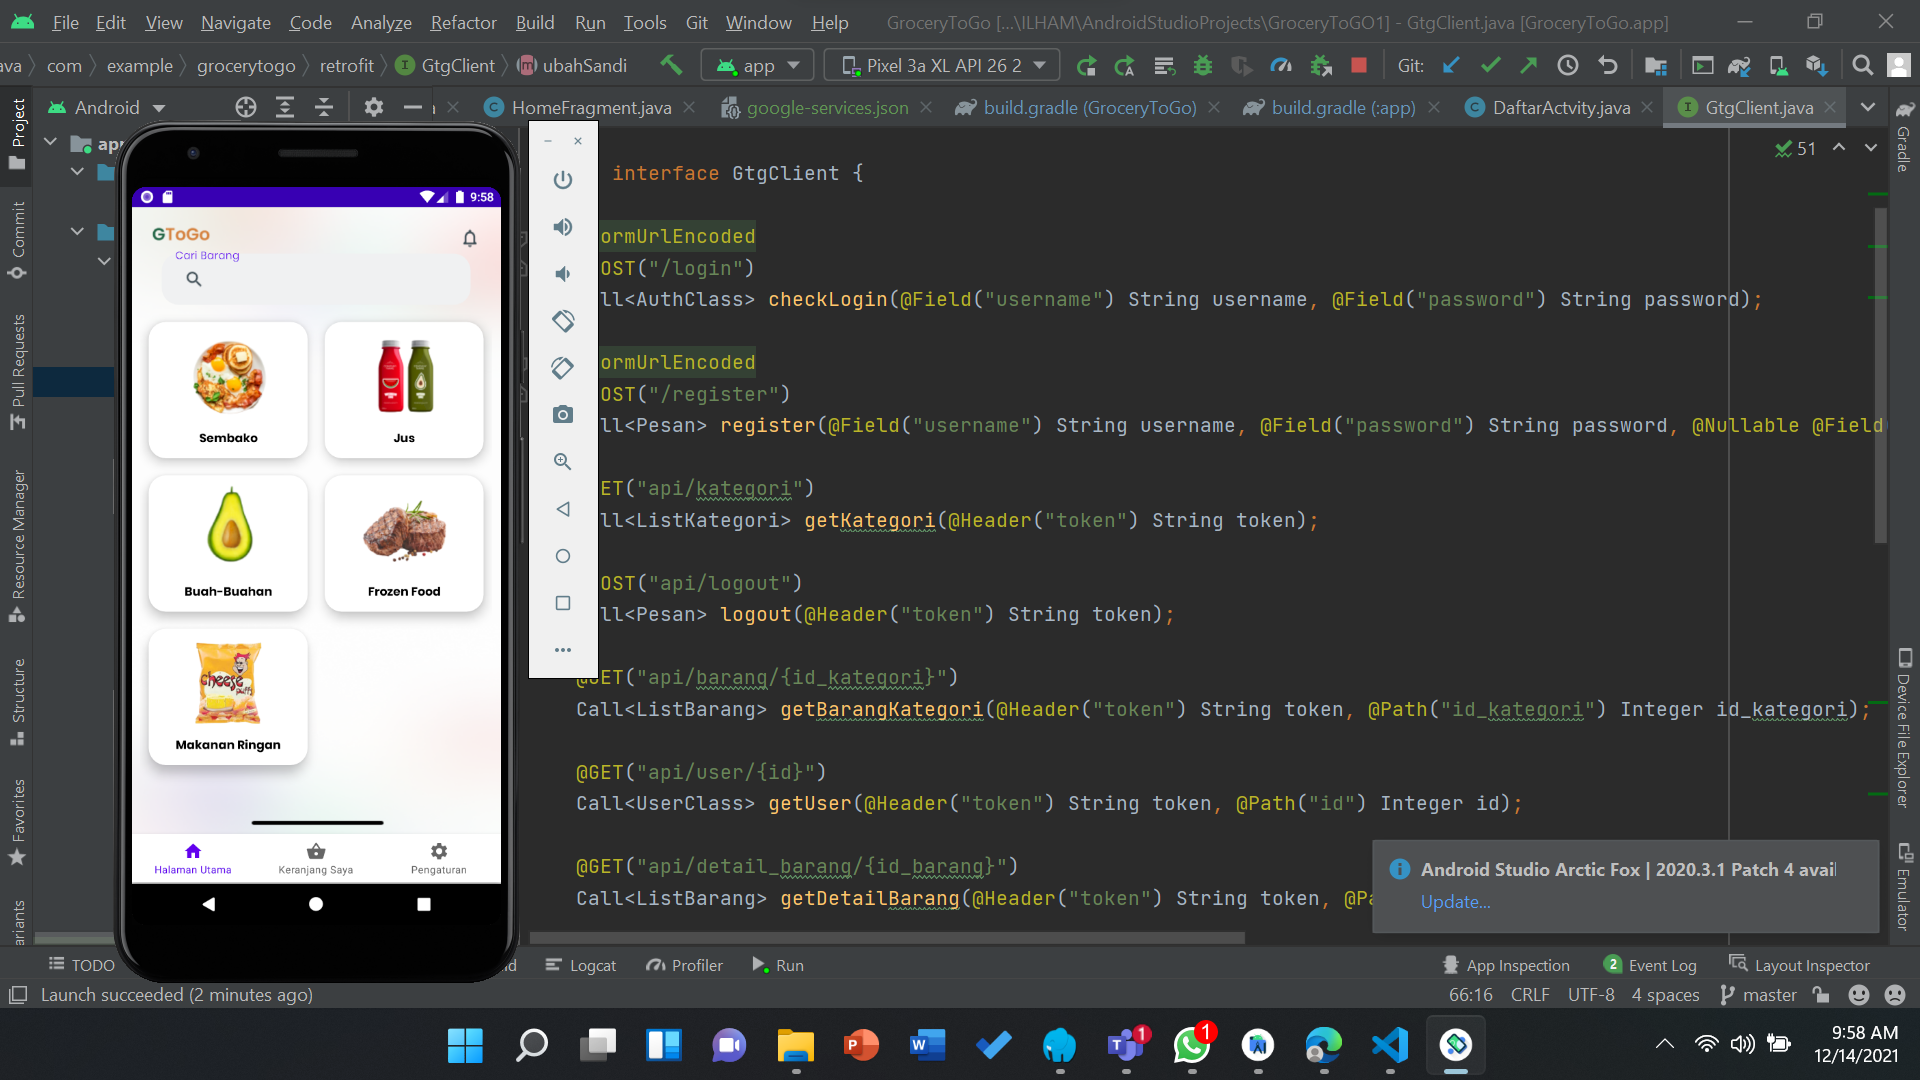 File Edit View Navigate Code Analyze Refactor Build Run Tools Git Window Help GroceryToGo [...\ILHAM\AndroidStudioProjects\GroceryToGO1] - GtgClient.java [GroceryToGo.app]
ava com example grocerytogo retrofit GtgClient ubahSandi app Pixel 3a XL API 26 2 Git:
Android HomeFragment.java google-services.json build.gradle (GroceryToGo) build.gradle (:app) DaftarActvity.java GtgClient.java
Project
Commit
Pull Requests
Resource Manager
Structure
Favorites
ariants
Gradle
Device File Explorer
Emulator
app
9:58
GToGo
Cari Barang
Sembako
Jus
Buah-Buahan
Frozen Food
cheese
puffs
Makanan Ringan
Halaman Utama Keranjang Saya Pengaturan
51
interface GtgClient {
ormUrlEncoded
OST("/login")
ll<AuthClass> checkLogin(@Field("username") String username, @Field("password") String password);
ormUrlEncoded
OST("/register")
ll<Pesan> register(@Field("username") String username, @Field("password") String password, @Nullable @Field
ET("api/kategori")
ll<ListKategori> getKategori(@Header("token") String token);
OST("api/logout")
ll<Pesan> logout(@Header("token") String token);
@GET("api/barang/{id_kategori}")
Call<ListBarang> getBarangKategori(@Header("token") String token, @Path("id_kategori") Integer id_kategori);
@GET("api/user/{id}")
Call<UserClass> getUser(@Header("token") String token, @Path("id") Integer id);
@GET("api/detail_barang/{id_barang}")
Call<ListBarang> getDetailBarang(@Header("token") String token, @Pa
Android Studio Arctic Fox | 2020.3.1 Patch 4 avail
Update...
TODO ld Logcat Profiler Run App Inspection 2 Event Log Layout Inspector
Launch succeeded (2 minutes ago) 66:16 CRLF UTF-8 4 spaces master
1 1
9:58 AM
12/14/2021